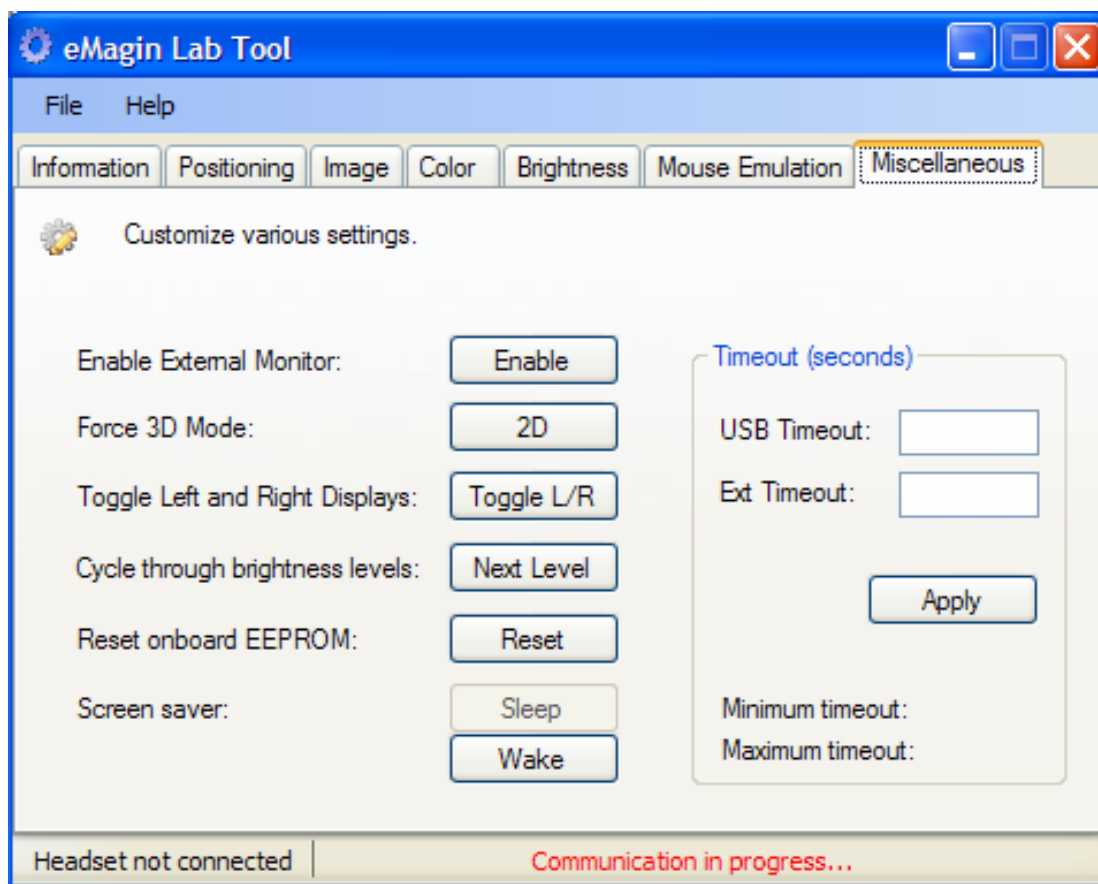 eMagin Lab Tool
File Help
Information Positioning Image Color Brightness Mouse Emulation Miscellaneous
Customize various settings.
Enable External Monitor: Enable
Force 3D Mode: 2D
Toggle Left and Right Displays: Toggle L/R
Cycle through brightness levels: Next Level
Reset onboard EEPROM: Reset
Screen saver: Sleep
Wake
Timeout (seconds)
USB Timeout:
Ext Timeout:
Apply
Minimum timeout:
Maximum timeout:
Headset not connected Communication in progress...